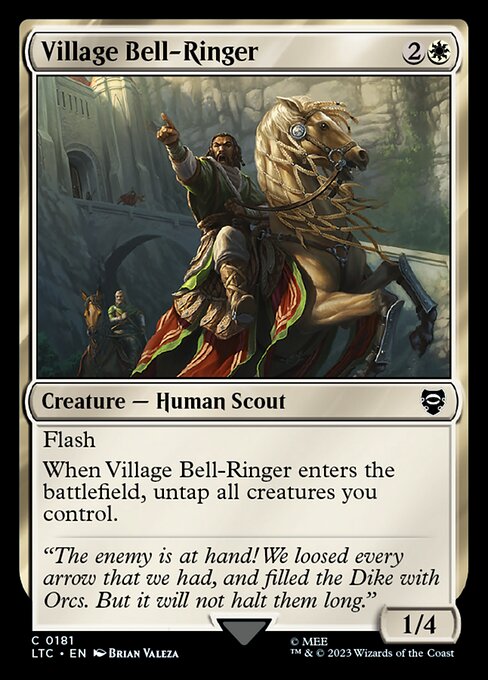 Village Bell-Ringer 2
Creature — Human Scout
Flash
When Village Bell-Ringer enters the
battlefield, untap all creatures you
control.
“The enemy is at hand! We loosed every
arrow that we had, and filled the Dike with
Orcs. But it will not halt them long.”
1/4
C 0181
LTC • EN Brian Valeza
© MEE
™ & © 2023 Wizards of the Coast